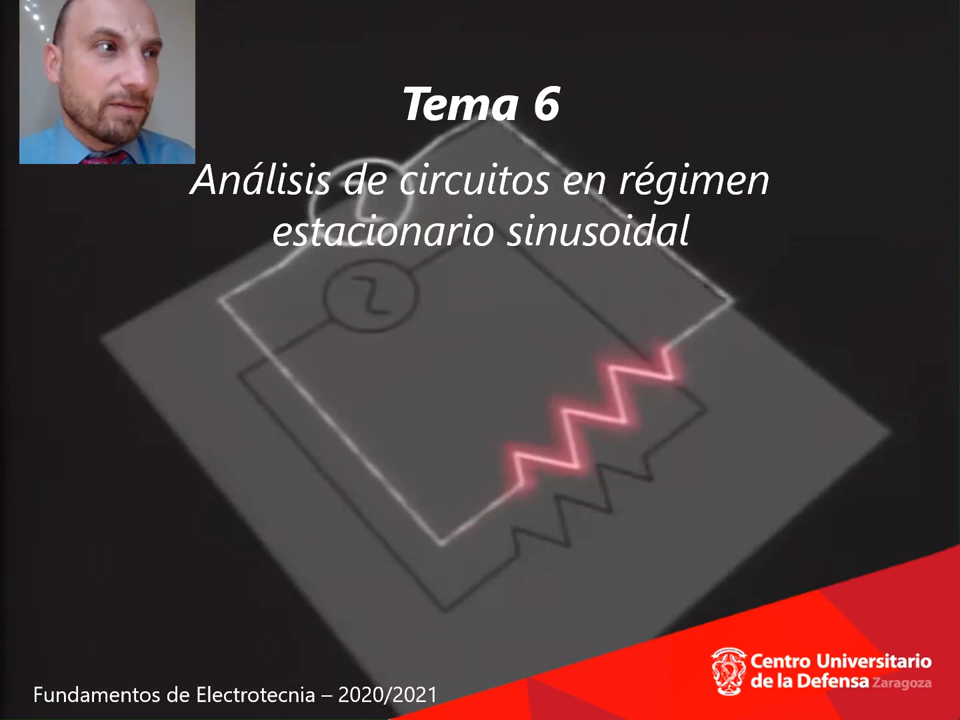 Tema 6
Análisis de circuitos en régimen
estacionario sinusoidal
Centro Universitario
de la Defensa Zaragoza
Fundamentos de Electrotecnia – 2020/2021